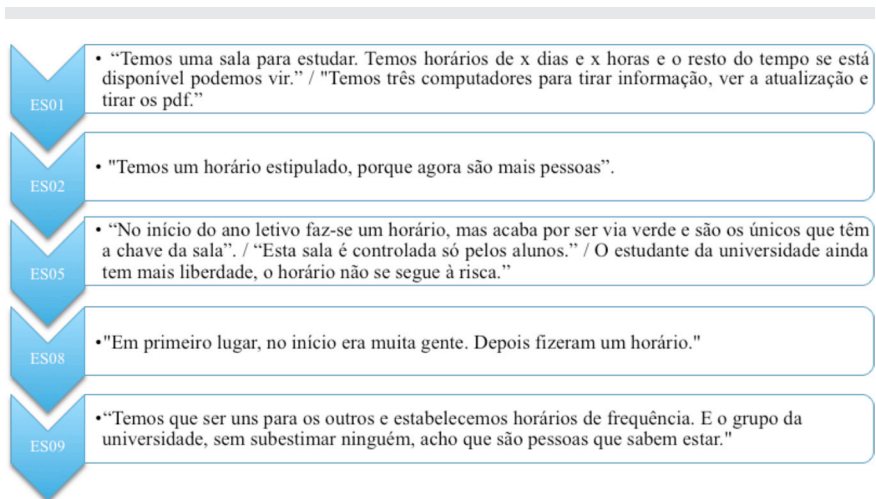 ES01
• “Temos uma sala para estudar. Temos horários de x dias e x horas e o resto do tempo se está
disponível podemos vir.” / "Temos três computadores para tirar informação, ver a atualização e
tirar os pdf.”
ES02
• "Temos um horário estipulado, porque agora são mais pessoas”.
ES05
• “No início do ano letivo faz-se um horário, mas acaba por ser via verde e são os únicos que têm
a chave da sala”. / “Esta sala é controlada só pelos alunos.” / O estudante da universidade ainda
tem mais liberdade, o horário não se segue à risca.”
ES08
•"Em primeiro lugar, no início era muita gente. Depois fizeram um horário."
ES09
•“Temos que ser uns para os outros e estabelecemos horários de frequência. E o grupo da
universidade, sem subestimar ninguém, acho que são pessoas que sabem estar."